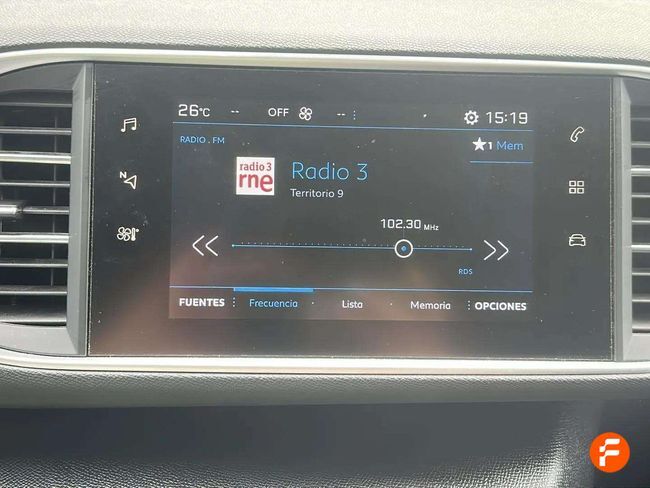 26°C -- OFF -- 15:19
RADIO . FM
1 Mem
radio 3
rne
Radio 3
Territorio 9
102.30 MHz
RDS
N
FUENTES Frecuencia Lista Memoria OPCIONES